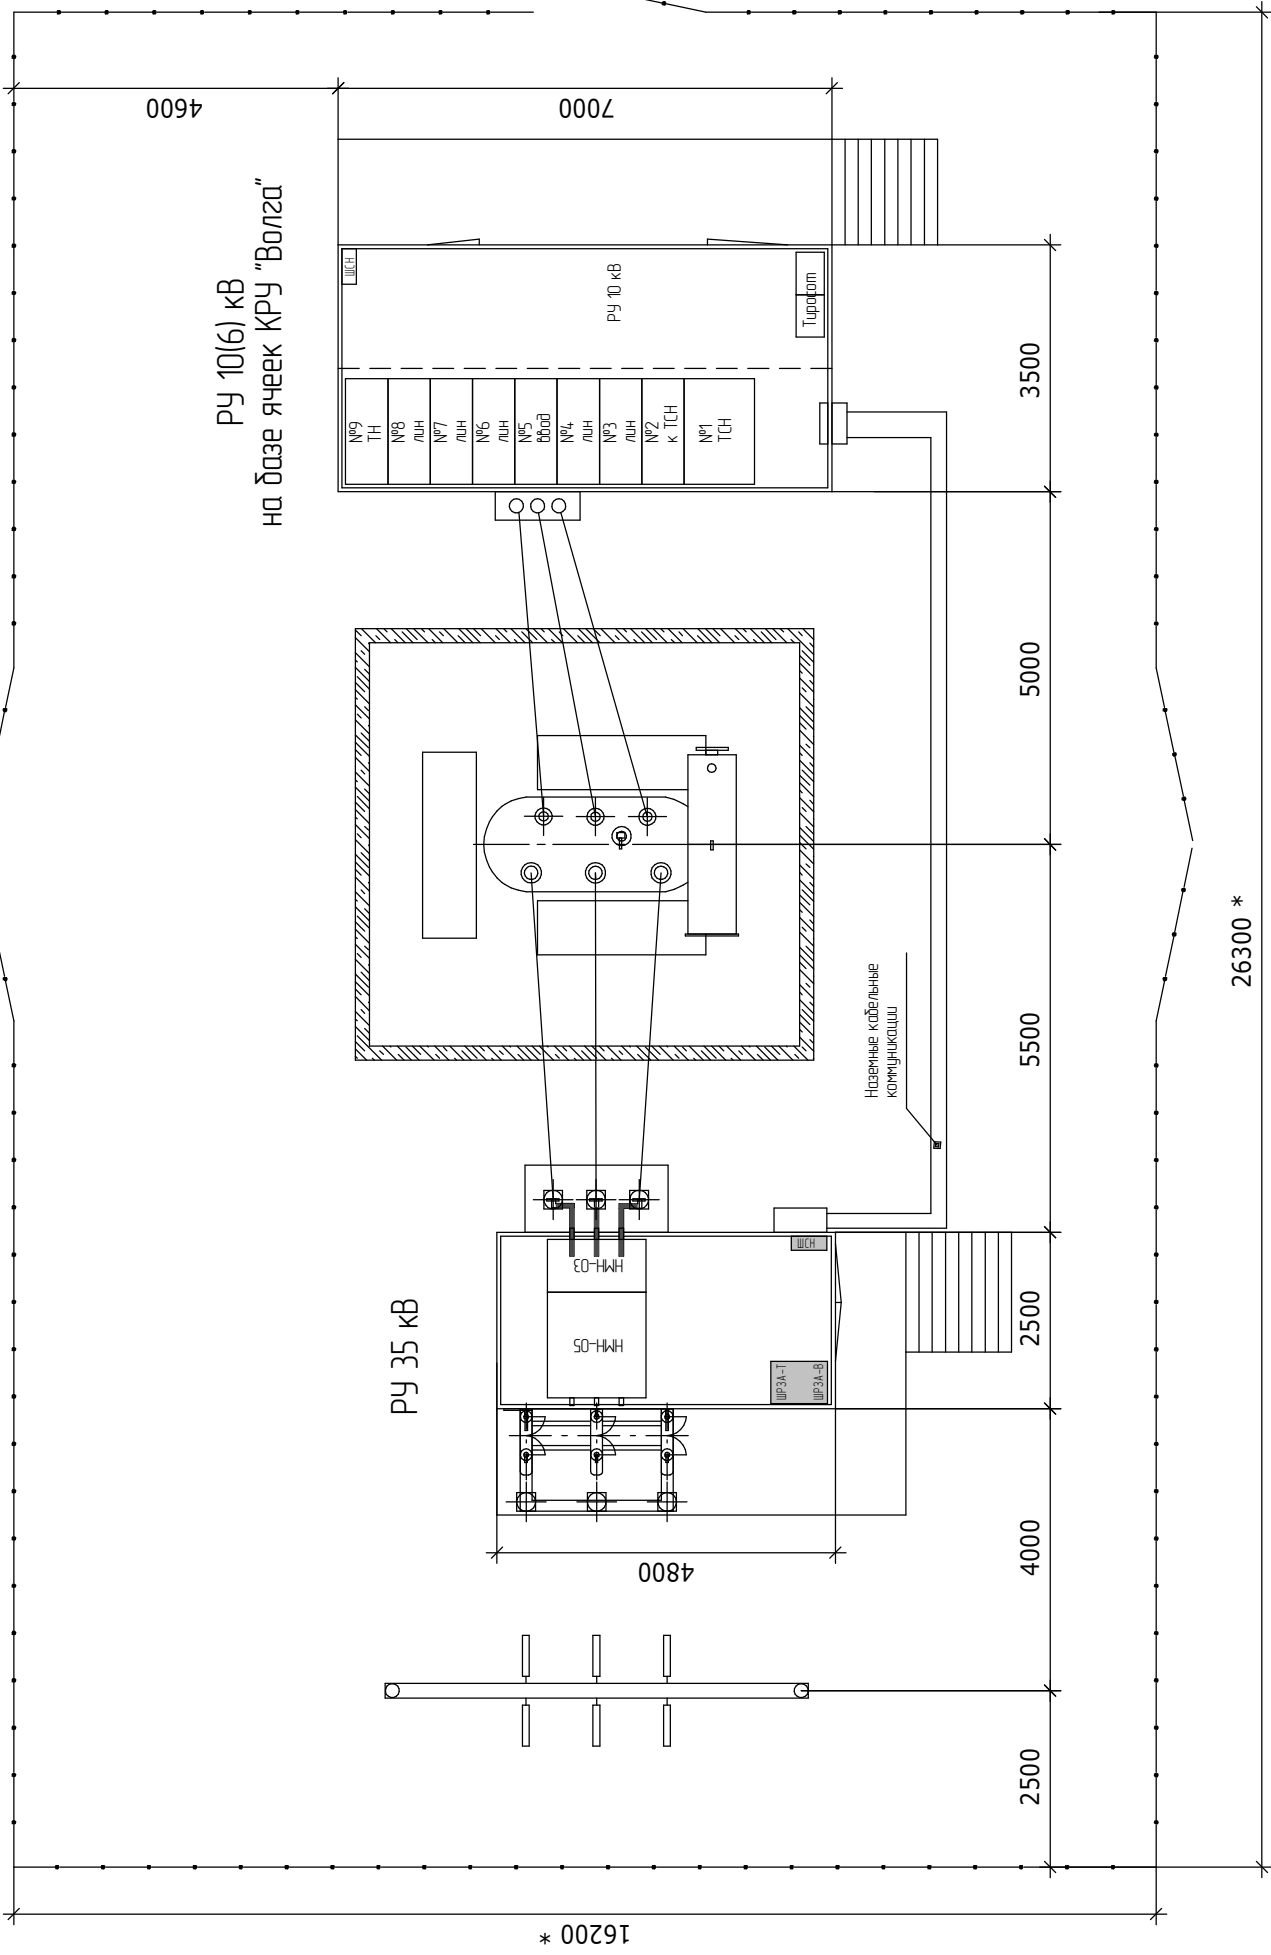 РУ 10(6) кВ
на базе ячеек КРУ "Волга"
4600
7000
ШСН
РУ 10 кВ
Tuposom
№9
ТН
№8
лин
№7
лин
№6
лин
№5
ввод
№4
лин
№3
лин
№2
к ТСН
№1
ТСН
3500
5000
5500
2500
4000
2500
26300 *
Наземные кабельные
коммуникации
РУ 35 кВ
НМН-03
НМН-05
ШСН
ШРЗА-Т
ШРЗА-В
4800
16200 *